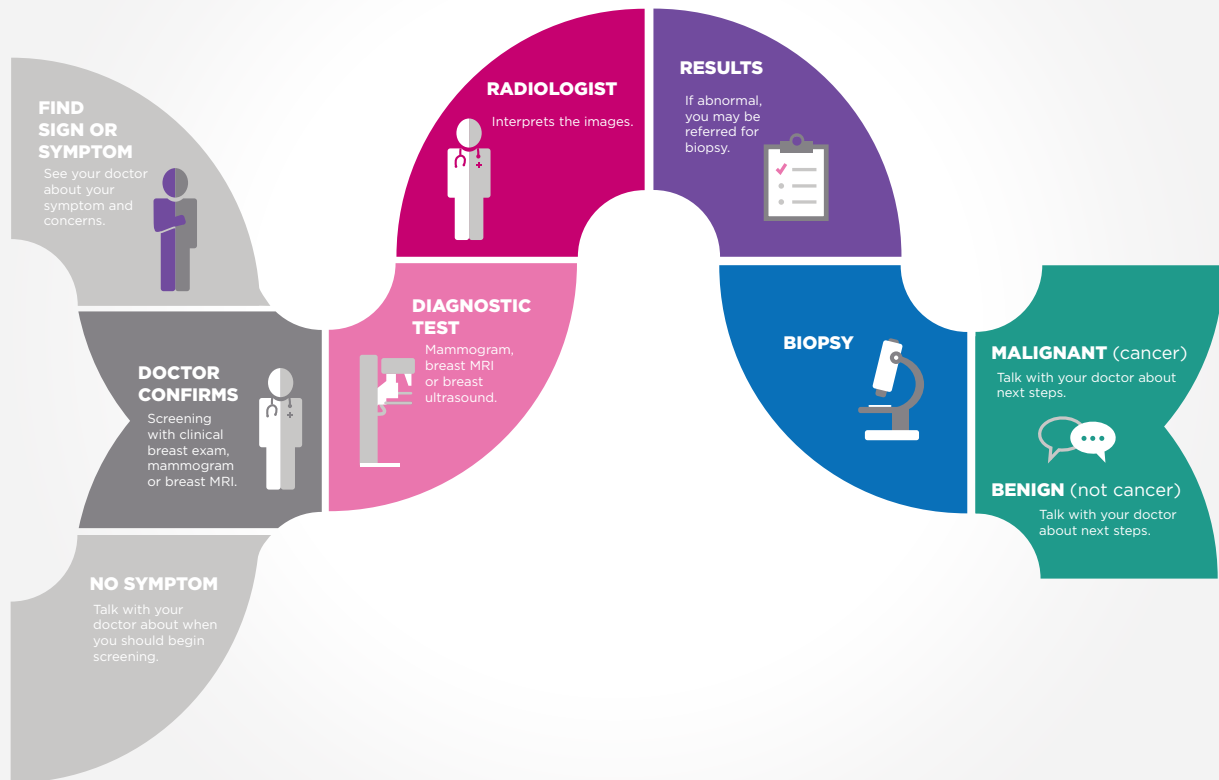 FIND
SIGN OR
SYMPTOM
See your doctor
about your
symptom and
concerns.
DOCTOR
CONFIRMS
Screening
with clinical
breast exam,
mammogram
or breast MRI.
NO SYMPTOM
Talk with your
doctor about when
you should begin
screening.
DIAGNOSTIC
TEST
Mammogram,
breast MRI
or breast
ultrasound.
RADIOLOGIST
Interprets the images.
RESULTS
If abnormal,
you may be
referred for
biopsy.
BIOPSY
MALIGNANT (cancer)
Talk with your doctor about
next steps.
BENIGN (not cancer)
Talk with your doctor
about next steps.